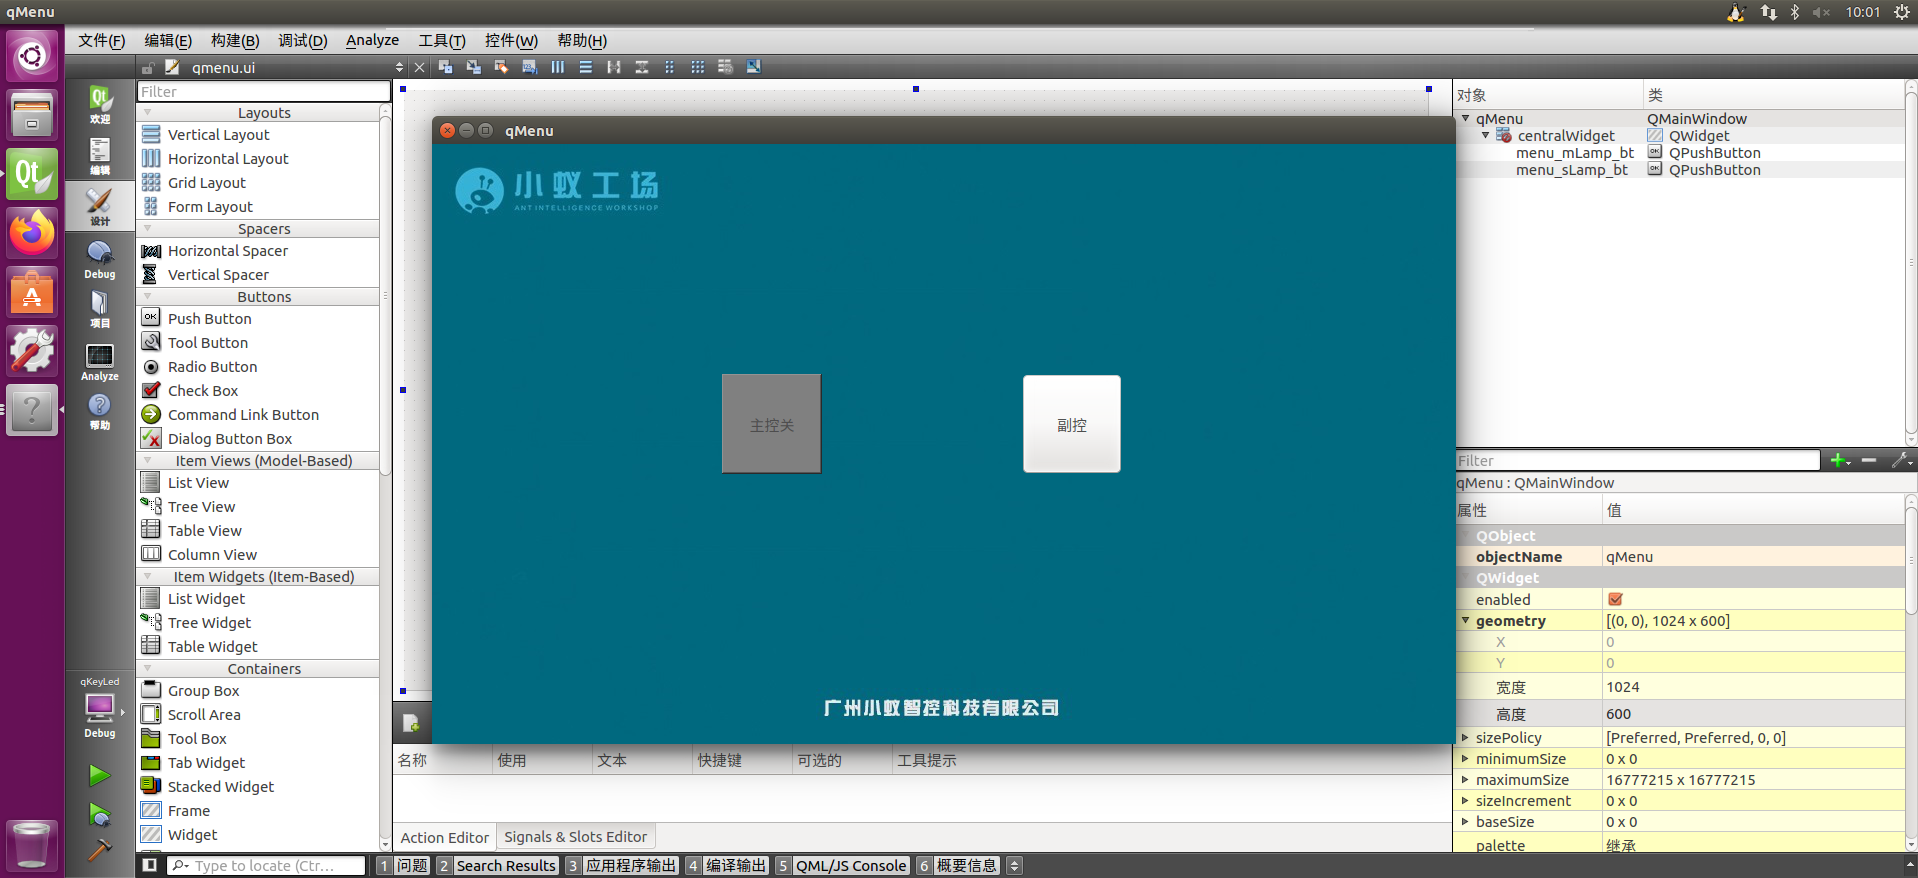 qMenu
10:01
文件(F) 编辑(E) 构建(B) 调试(D) Analyze 工具(T) 控件(W) 帮助(H)
qmenu.ui
欢迎
编辑
设计
Debug
项目
Analyze
帮助
qKeyLed
Debug
Filter
Layouts
Vertical Layout
Horizontal Layout
Grid Layout
Form Layout
Spacers
Horizontal Spacer
Vertical Spacer
Buttons
Push Button
Tool Button
Radio Button
Check Box
Command Link Button
Dialog Button Box
Item Views (Model-Based)
List View
Tree View
Table View
Column View
Item Widgets (Item-Based)
List Widget
Tree Widget
Table Widget
Containers
Group Box
Scroll Area
Tool Box
Tab Widget
Stacked Widget
Frame
Widget
qMenu
小蚁工场
ANT INTELLIGENCE WORKSHOP
主控关
副控
广州小蚁智控科技有限公司
名称 使用 文本 快捷键 可选的 工具提示
Action Editor Signals & Slots Editor
对象 类
qMenu QMainWindow
centralWidget QWidget
menu_mLamp_bt QPushButton
menu_sLamp_bt QPushButton
Filter
qMenu : QMainWindow
属性 值
QObject
objectName qMenu
QWidget
enabled
geometry [(0, 0), 1024 x 600]
X 0
Y 0
宽度 1024
高度 600
sizePolicy [Preferred, Preferred, 0, 0]
minimumSize 0 x 0
maximumSize 16777215 x 16777215
sizeIncrement 0 x 0
baseSize 0 x 0
palette 继承
Type to locate (Ctr...
1 问题 2 Search Results 3 应用程序输出 4 编译输出 5 QML/JS Console 6 概要信息